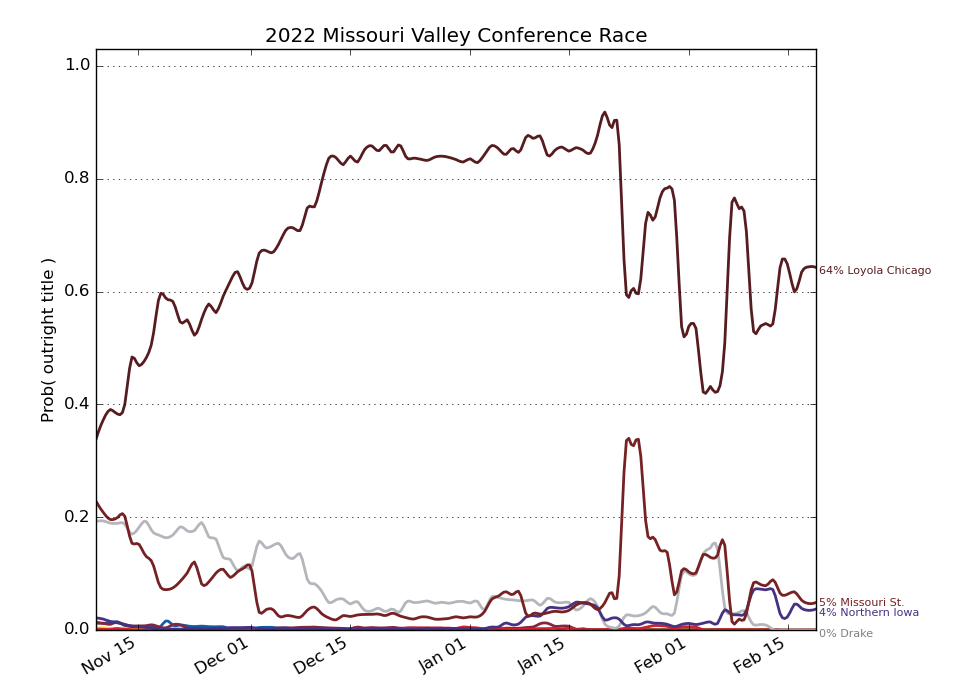 2022 Missouri Valley Conference Race
Prob( outright title )
1.0
0.8
0.6
0.4
0.2
0.0
64% Loyola Chicago
5% Missouri St.
4% Northern Iowa
0% Drake
Nov 15
Dec 01
Dec 15
Jan 01
Jan 15
Feb 01
Feb 15